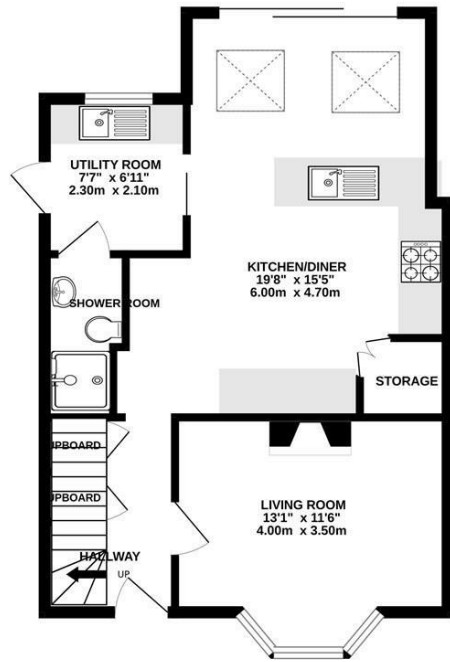 UTILITY ROOM
7'7" x 6'11"
2.30m x 2.10m
KITCHEN/DINER
19'8" x 15'5"
6.00m x 4.70m
SHOWER ROOM
STORAGE
UPBOARD
UPBOARD
LIVING ROOM
13'1" x 11'6"
4.00m x 3.50m
HALLWAY
UP